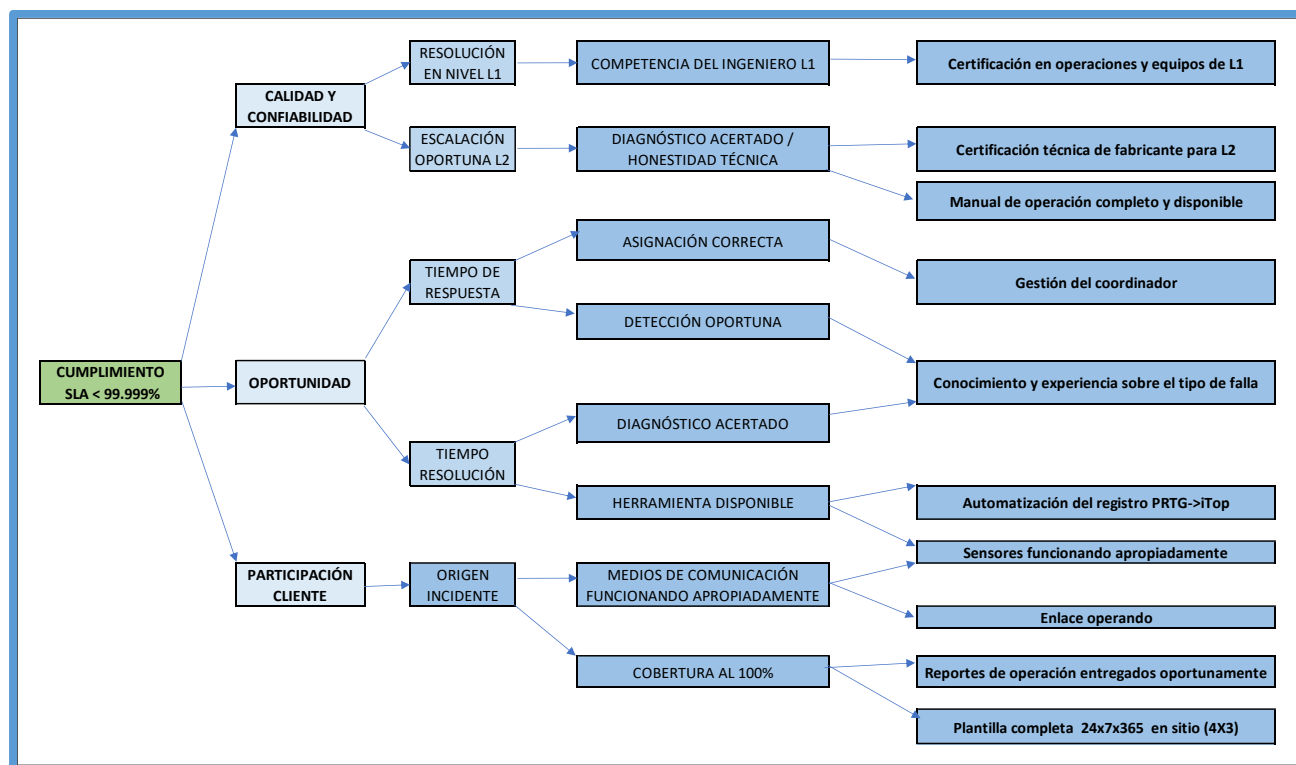 RESOLUCIÓN
EN NIVEL L1
COMPETENCIA DEL INGENIERO L1
Certificación en operaciones y equipos de L1
CALIDAD Y
CONFIABILIDAD
ESCALACIÓN
OPORTUNA L2
DIAGNÓSTICO ACERTADO /
HONESTIDAD TÉCNICA
Certificación técnica de fabricante para L2
Manual de operación completo y disponible
ASIGNACIÓN CORRECTA
TIEMPO DE
RESPUESTA
Gestión del coordinador
DETECCIÓN OPORTUNA
CUMPLIMIENTO
SLA < 99.999%
OPORTUNIDAD
Conocimiento y experiencia sobre el tipo de falla
DIAGNÓSTICO ACERTADO
TIEMPO
RESOLUCIÓN
HERRAMIENTA DISPONIBLE
Automatización del registro PRTG->iTop
Sensores funcionando apropiadamente
PARTICIPACIÓN
CLIENTE
ORIGEN
INCIDENTE
MEDIOS DE COMUNICACIÓN
FUNCIONANDO APROPIADAMENTE
Enlace operando
COBERTURA AL 100%
Reportes de operación entregados oportunamente
Plantilla completa 24x7x365 en sitio (4X3)